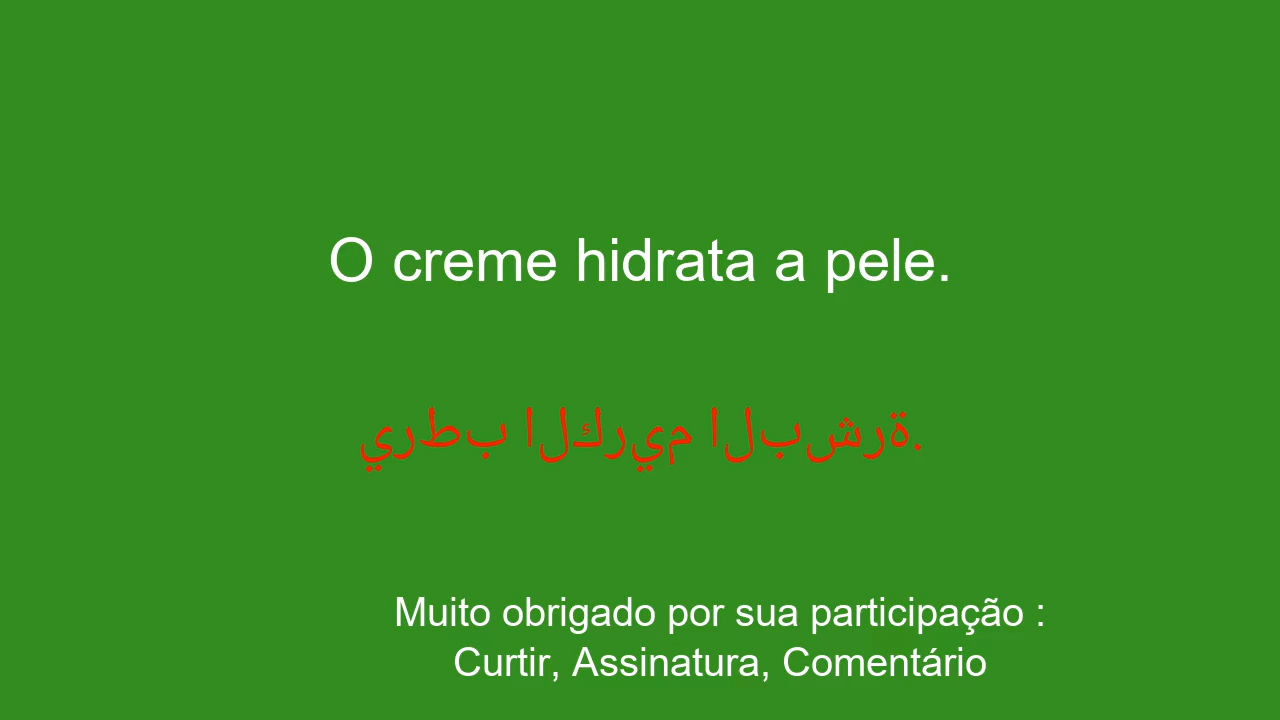 O creme hidrata a pele.
يرطب الكريم البشرة.
Muito obrigado por sua participação :
Curtir, Assinatura, Comentário